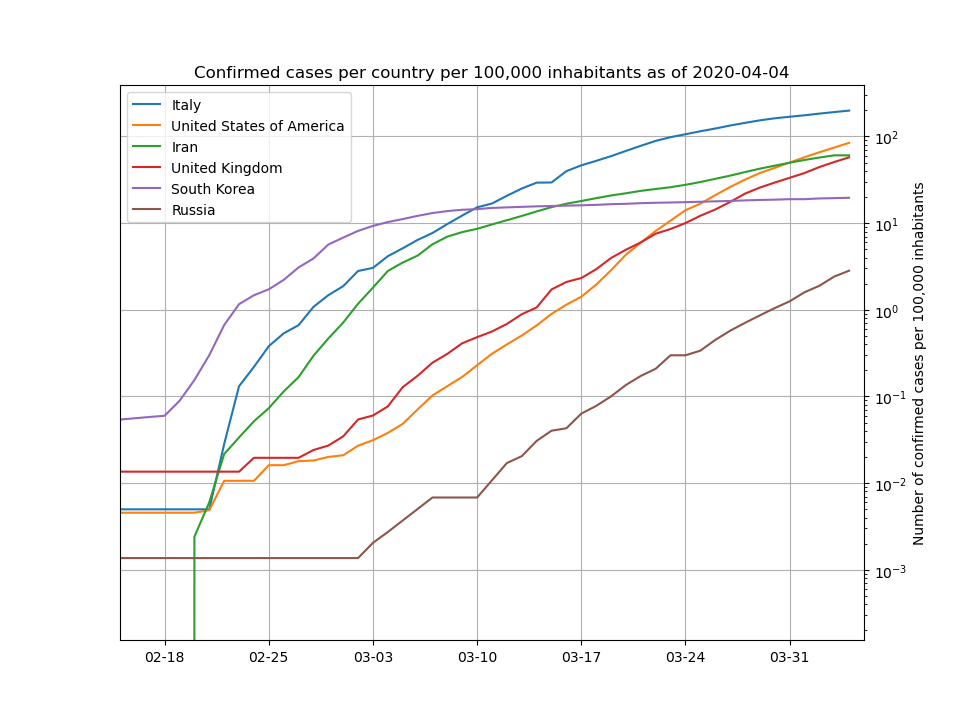 Confirmed cases per country per 100,000 inhabitants as of 2020-04-04
Italy
United States of America
Iran
United Kingdom
South Korea
Russia
10²
10¹
10⁰
10⁻¹
10⁻²
10⁻³
Number of confirmed cases per 100,000 inhabitants
02-18 02-25 03-03 03-10 03-17 03-24 03-31